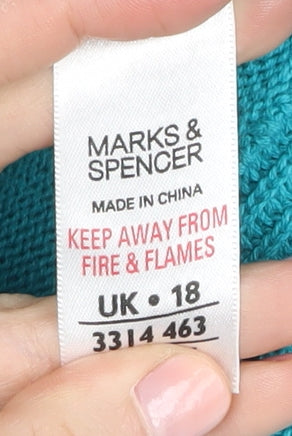 MARKS &
SPENCER
MADE IN CHINA
KEEP AWAY FROM
FIRE & FLAMES
UK • 18
3314 463